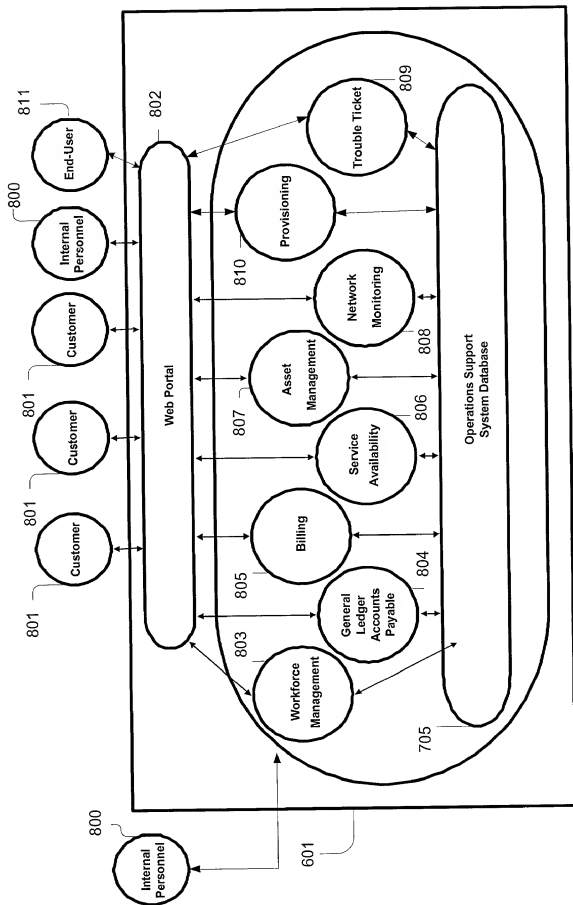 801
801
801
800
811
Customer
Customer
Customer
Internal
Personnel
End-User
802
Web Portal
800
Internal
Personnel
803
Workforce
Management
General
Ledger
Accounts
Payable
804
805
Billing
Service
Availability
806
807
Asset
Management
Network
Monitoring
808
810
Provisioning
Trouble Ticket
809
705
Operations Support
System Database
601